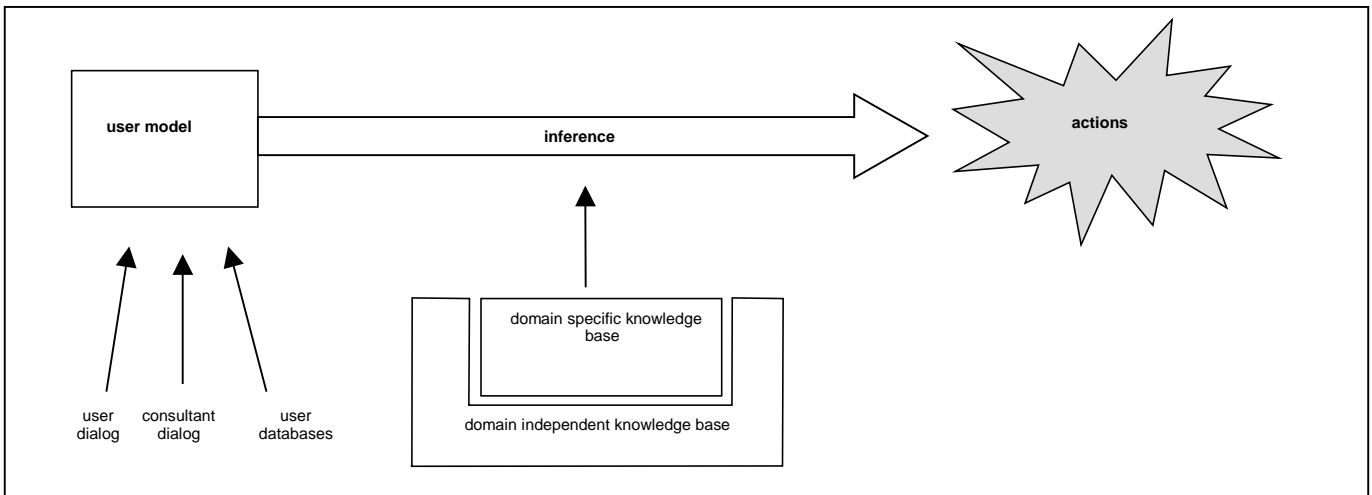 user model
inference
actions
domain specific knowledge
base
domain independent knowledge base
user
dialog
consultant
dialog
user
databases